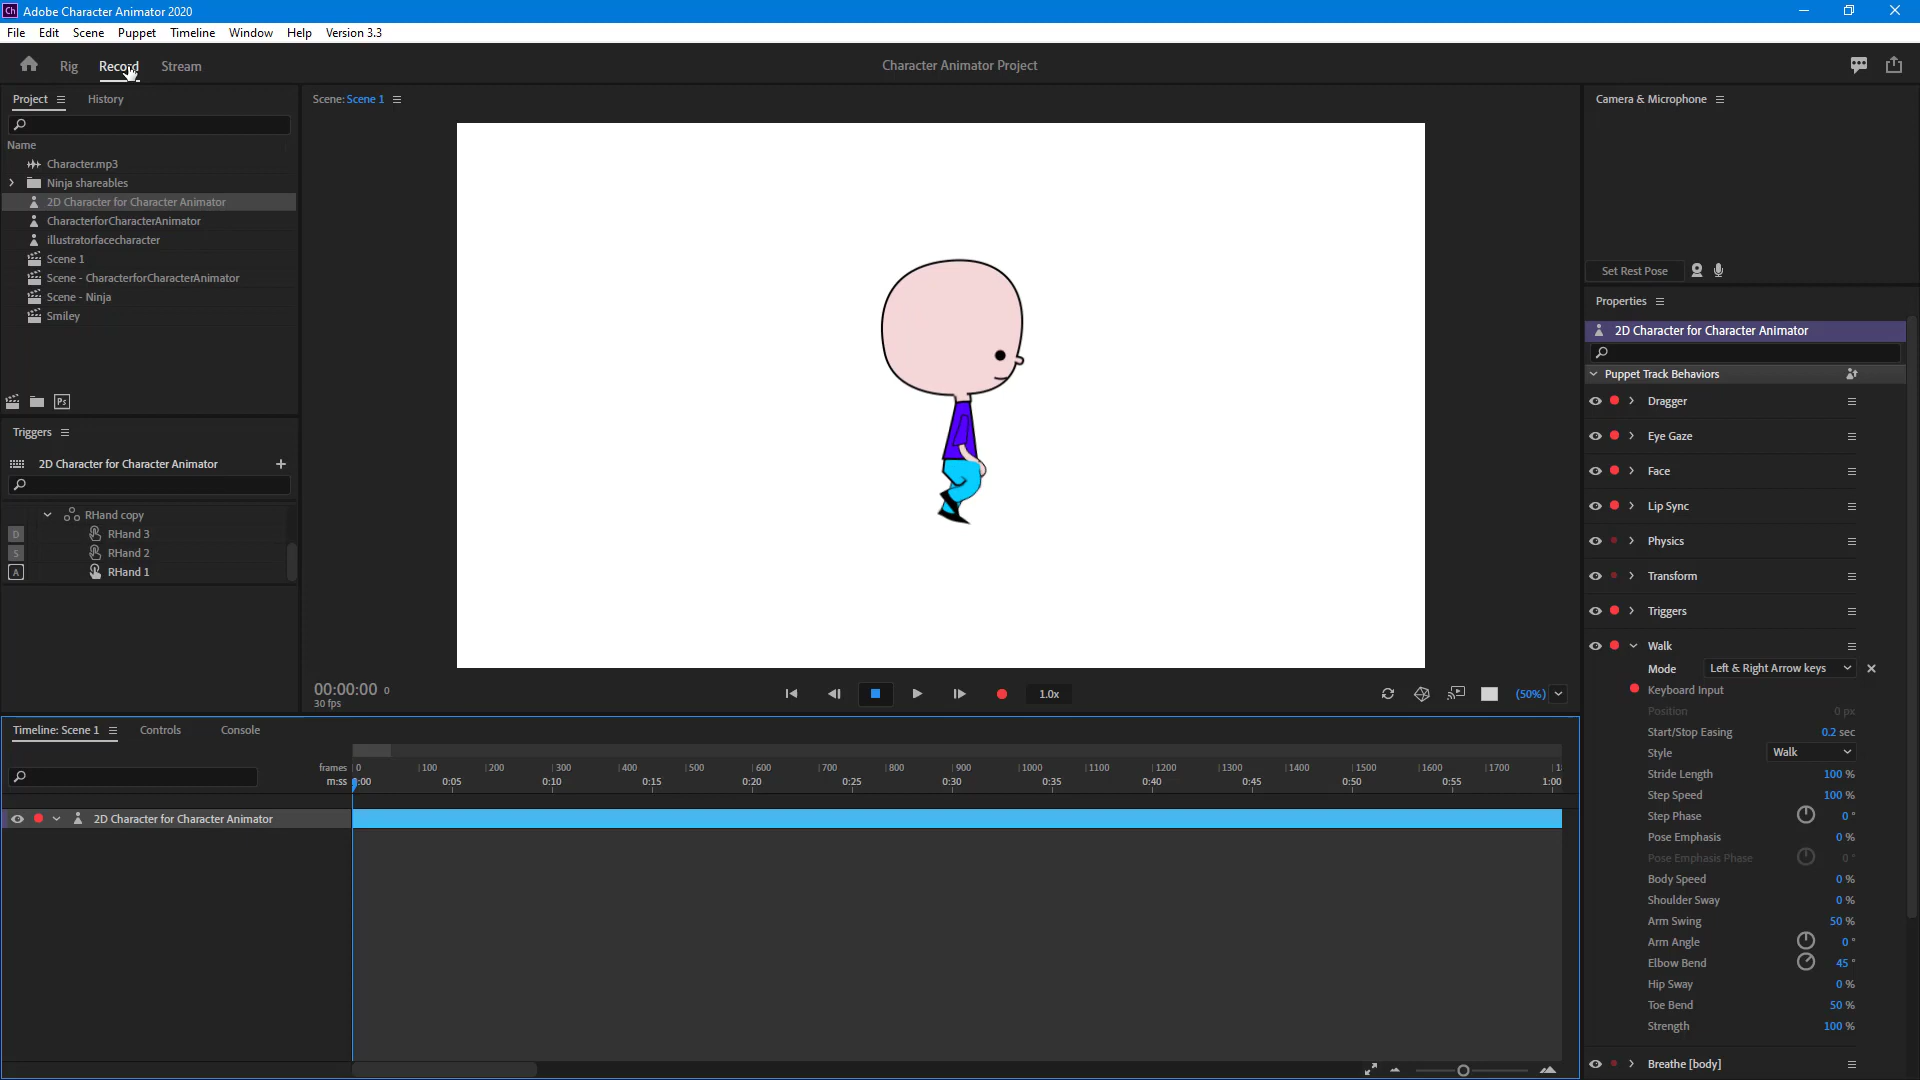 Ch Adobe Character Animator 2020
File Edit Scene Puppet Timeline Window Help Version 3.3
Rig Record Stream
Character Animator Project
Project History
Name
Character.mp3
Ninja shareables
2D Character for Character Animator
CharacterforCharacterAnimator
illustratorfacecharacter
Scene 1
Scene - CharacterforCharacterAnimator
Scene - Ninja
Smiley
Ps
Triggers
2D Character for Character Animator
RHand copy
D RHand 3
S RHand 2
A RHand 1
Scene: Scene 1
00:00:00 0
30 fps
1.0x
(50%)
Camera & Microphone
Set Rest Pose
Properties
2D Character for Character Animator
Puppet Track Behaviors
Dragger
Eye Gaze
Face
Lip Sync
Physics
Transform
Triggers
Walk
Mode Left & Right Arrow keys
Keyboard Input
Position 0 px
Start/Stop Easing 0.2 sec
Style Walk
Stride Length 100 %
Step Speed 100 %
Step Phase 0 °
Pose Emphasis 0 %
Pose Emphasis Phase 0 °
Body Speed 0 %
Shoulder Sway 0 %
Arm Swing 50 %
Arm Angle 0 °
Elbow Bend 45 °
Hip Sway 0 %
Toe Bend 50 %
Strength 100 %
Breathe [body]
Timeline: Scene 1 Controls Console
frames 0 100 200 300 400 500 600 700 800 900 1000 1100 1200 1300 1400 1500 1600 1700
m:ss 0:00 0:05 0:10 0:15 0:20 0:25 0:30 0:35 0:40 0:45 0:50 0:55 1:00
2D Character for Character Animator